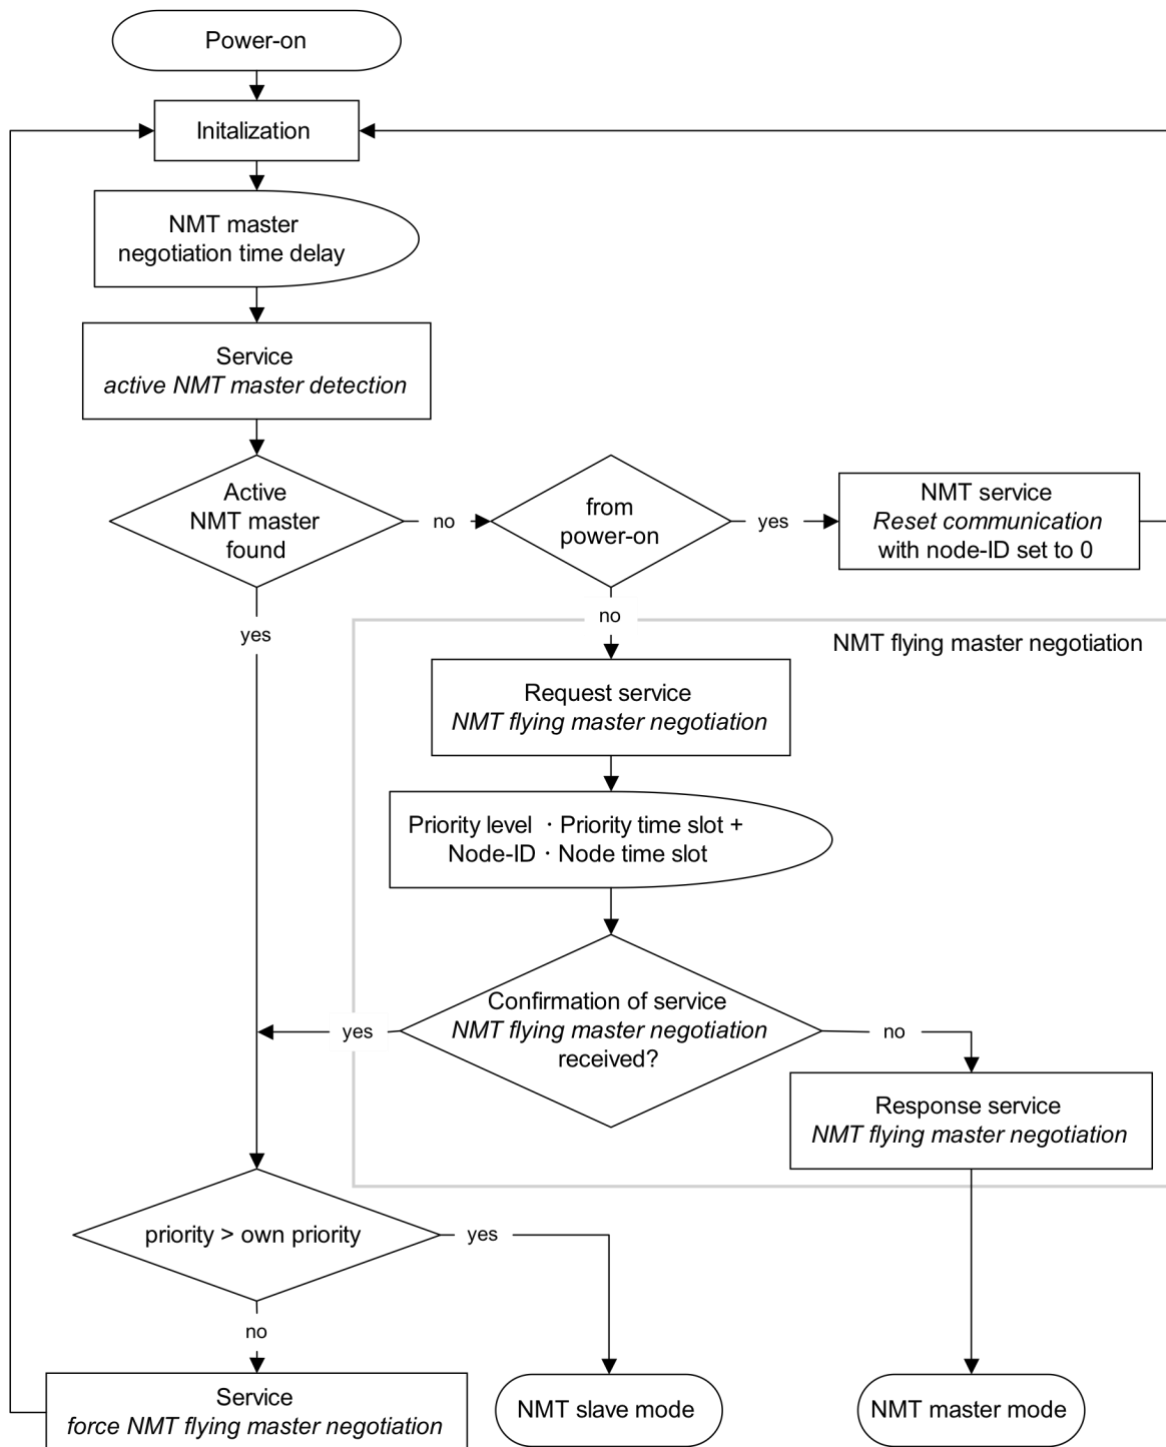 Power-on
Initalization
NMT master
negotiation time delay
Service
active NMT master detection
Active
NMT master
found
no
from
power-on
yes
NMT service
Reset communication
with node-ID set to 0
yes
no
NMT flying master negotiation
Request service
NMT flying master negotiation
Priority level · Priority time slot +
Node-ID · Node time slot
Confirmation of service
NMT flying master negotiation
received?
yes
no
Response service
NMT flying master negotiation
priority > own priority
yes
no
Service
force NMT flying master negotiation
NMT slave mode
NMT master mode